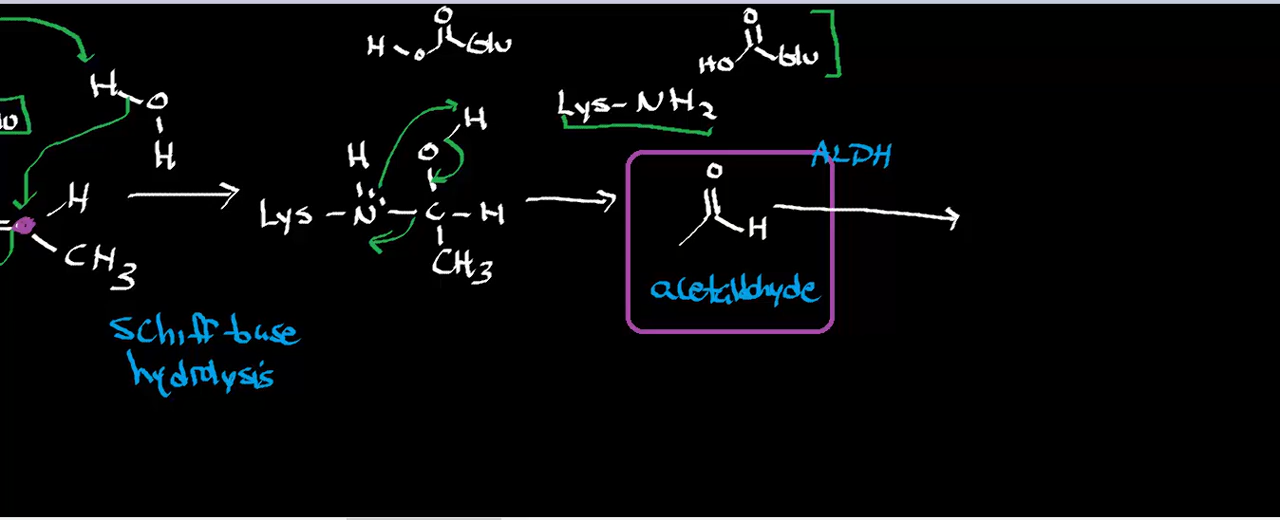 O
H O Glu
O
HO Glu
H O
H
H
CH3
Lys-NH2
H
O
H
Lys-N-C-H
CH3
O
H
ALDH
acetaldehyde
Schiff base
hydrolysis